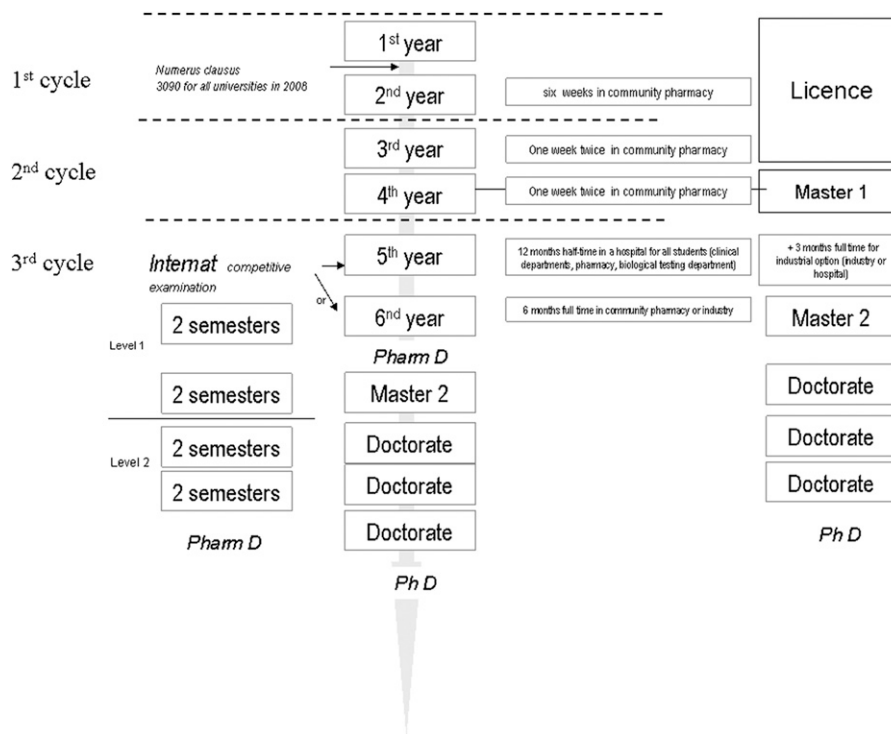 1st year
1st cycle
Numerus clausus
3090 for all universities in 2008
2nd year
six weeks in community pharmacy
Licence
2nd cycle
3rd year
One week twice in community pharmacy
4th year
One week twice in community pharmacy
Master 1
3rd cycle
Internat competitive
examination
or
5th year
12 months half-time in a hospital for all students (clinical
departments, pharmacy, biological testing department)
+ 3 months full time for
industrial option (industry or
hospital)
2 semesters
Level 1
6nd year
6 months full time in community pharmacy or industry
Master 2
Pharm D
2 semesters
Master 2
Doctorate
Level 2
2 semesters
Doctorate
Doctorate
2 semesters
Doctorate
Doctorate
Pharm D
Doctorate
Ph D
Ph D